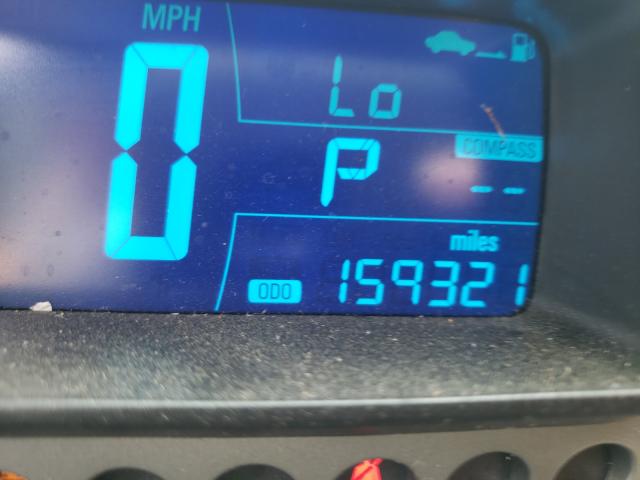 MPH
0
Lo
P
COMPASS
--
miles
ODO 159321